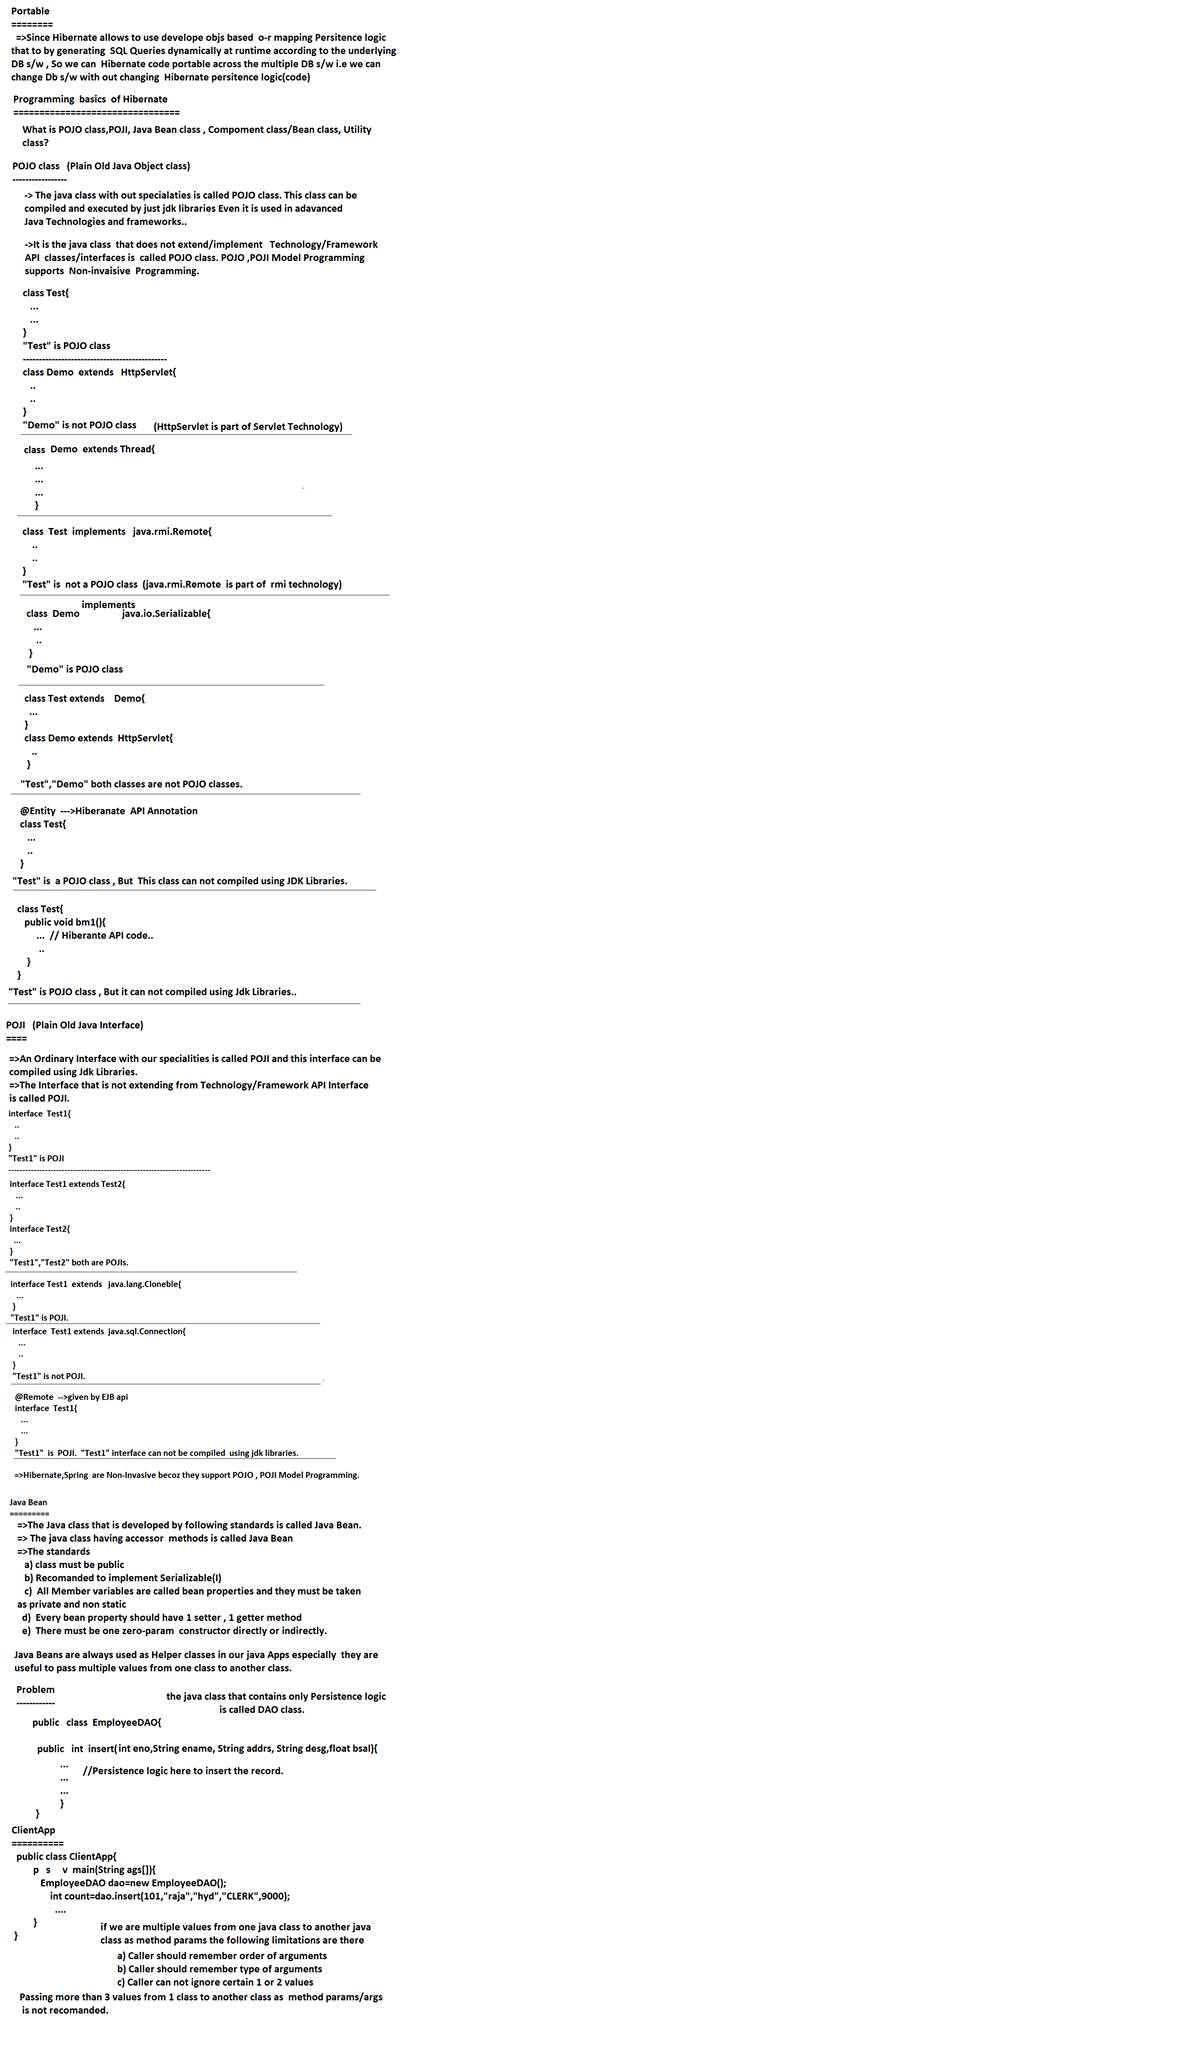 Portable
========
=>Since Hibernate allows to use develope objs based o-r mapping Persitence logic
that to by generating SQL Queries dynamically at runtime according to the underlying
DB s/w , So we can Hibernate code portable across the multiple DB s/w i.e we can
change Db s/w with out changing Hibernate persitence logic(code)
Programming basics of Hibernate
================================
What is POJO class,POJI, Java Bean class , Compoment class/Bean class, Utility
class?
POJO class (Plain Old Java Object class)
-----------------
-> The java class with out specialaties is called POJO class. This class can be
compiled and executed by just jdk libraries Even it is used in adavanced
Java Technologies and frameworks..
->It is the java class that does not extend/implement Technology/Framework
API classes/interfaces is called POJO class. POJO ,POJI Model Programming
supports Non-invaisive Programming.
class Test{
...
...
}
"Test" is POJO class
---------------------------------------------
class Demo extends HttpServlet{
..
..
}
"Demo" is not POJO class (HttpServlet is part of Servlet Technology)
class Demo extends Thread{
...
...
...
}
class Test implements java.rmi.Remote{
..
..
}
"Test" is not a POJO class (java.rmi.Remote is part of rmi technology)
implements
class Demo java.io.Serializable{
...
..
}
"Demo" is POJO class
class Test extends Demo{
...
}
class Demo extends HttpServlet{
..
}
"Test","Demo" both classes are not POJO classes.
@Entity --->Hiberanate API Annotation
class Test{
...
..
}
"Test" is a POJO class , But This class can not compiled using JDK Libraries.
class Test{
public void bm1(){
... // Hiberante API code..
..
}
}
"Test" is POJO class , But it can not compiled using Jdk Libraries..
POJI (Plain Old Java Interface)
====
=>An Ordinary Interface with our specialities is called POJI and this interface can be
compiled using Jdk Libraries.
=>The Interface that is not extending from Technology/Framework API Interface
is called POJI.
interface Test1{
..
..
}
"Test1" is POJI
------------------------------------------------------------------------
interface Test1 extends Test2{
...
..
}
interface Test2{
...
}
"Test1","Test2" both are POJIs.
interface Test1 extends java.lang.Cloneble{
...
}
"Test1" is POJI.
interface Test1 extends java.sql.Connection{
...
..
}
"Test1" is not POJI.
@Remote -->given by EJB api
interface Test1{
...
...
}
"Test1" is POJI. "Test1" interface can not be compiled using jdk libraries.
=>Hibernate,Spring are Non-Invasive becoz they support POJO , POJI Model Programming.
Java Bean
=========
=>The Java class that is developed by following standards is called Java Bean.
=> The java class having accessor methods is called Java Bean
=>The standards
a) class must be public
b) Recomanded to implement Serializable(I)
c) All Member variables are called bean properties and they must be taken
as private and non static
d) Every bean property should have 1 setter , 1 getter method
e) There must be one zero-param constructor directly or indirectly.
Java Beans are always used as Helper classes in our java Apps especially they are
useful to pass multiple values from one class to another class.
Problem
------------
the java class that contains only Persistence logic
is called DAO class.
public class EmployeeDAO{
public int insert(int eno,String ename, String addrs, String desg,float bsal){
...
//Persistence logic here to insert the record.
...
...
}
}
ClientApp
==========
public class ClientApp{
p s v main(String ags[]){
EmployeeDAO dao=new EmployeeDAO();
int count=dao.insert(101,"raja","hyd","CLERK",9000);
....
}
}
if we are multiple values from one java class to another java
class as method params the following limitations are there
a) Caller should remember order of arguments
b) Caller should remember type of arguments
c) Caller can not ignore certain 1 or 2 values
Passing more than 3 values from 1 class to another class as method params/args
is not recomanded.